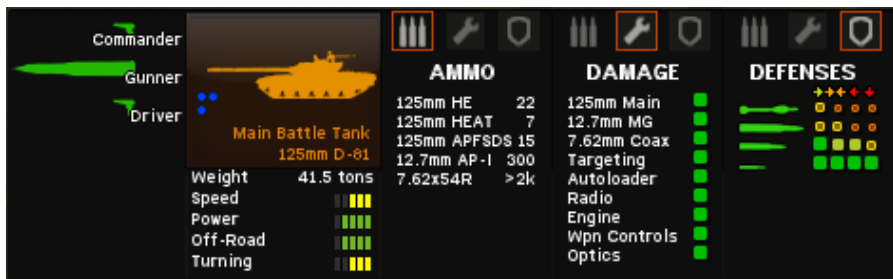 Commander
Gunner
Driver
Main Battle Tank
125mm D-81
Weight 41.5 tons
Speed
Power
Off-Road
Turning
AMMO
125mm HE 22
125mm HEAT 7
125mm APFSDS 15
12.7mm AP-I 300
7.62x54R >2k
DAMAGE
125mm Main
12.7mm MG
7.62mm Coax
Targeting
Autoloader
Radio
Engine
Wpn Controls
Optics
DEFENSES